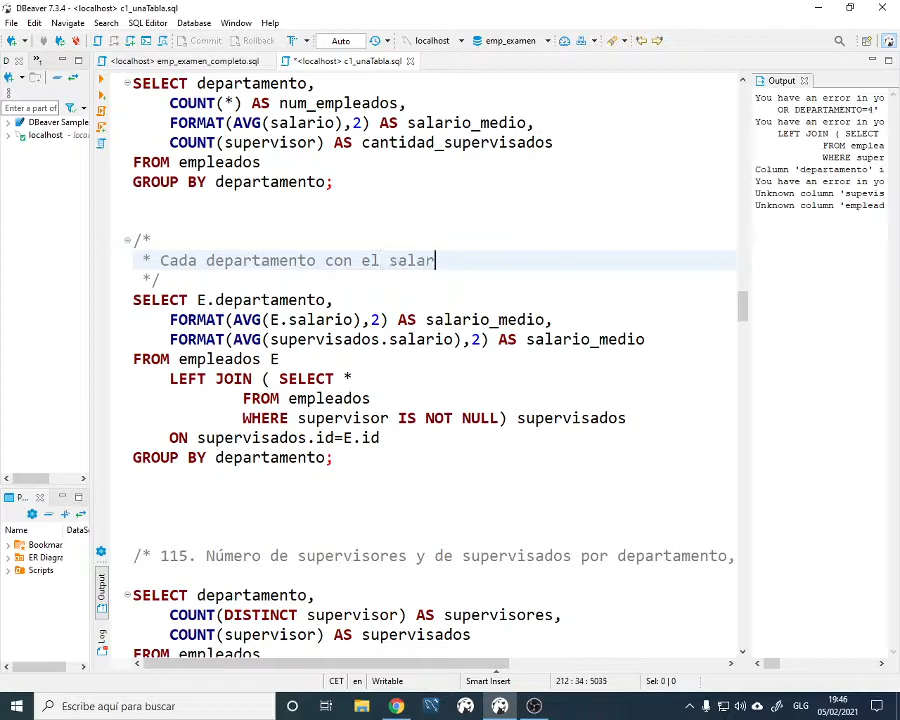 DBeaver 7.3.4 - <localhost> c1_unaTabla.sql
File Edit Navigate Search SQL Editor Database Window Help
Commit Rollback Auto localhost emp_examen
D <localhost> emp_examen_completo.sql *<localhost> c1_unaTabla.sql Output
Enter a part of
DBeaver Sample
localhost - loca
SELECT departamento,
COUNT(*) AS num_empleados,
FORMAT(AVG(salario),2) AS salario_medio,
COUNT(supervisor) AS cantidad_supervisados
FROM empleados
GROUP BY departamento;
/*
* Cada departamento con el salar
*/
SELECT E.departamento,
FORMAT(AVG(E.salario),2) AS salario_medio,
FORMAT(AVG(supervisados.salario),2) AS salario_medio
FROM empleados E
LEFT JOIN ( SELECT *
FROM empleados
WHERE supervisor IS NOT NULL) supervisados
ON supervisados.id=E.id
GROUP BY departamento;
/* 115. Número de supervisores y de supervisados por departamento,
SELECT departamento,
COUNT(DISTINCT supervisor) AS supervisores,
COUNT(supervisor) AS supervisados
FROM empleados
You have an error in yo
OR DEPARTAMENTO=4'
You have an error in yo
LEFT JOIN ( SELECT
FROM emplea
WHERE super
Column 'departamento' i
You have an error in yo
Unknown column 'supevis
Unknown column 'emplead
P...
Name DataS
Bookmar
ER Diagra
Scripts
Output
Log
CET en Writable Smart Insert 212 : 34 : 5035 Sel: 0 | 0
Escribe aquí para buscar
GLG
19:46
05/02/2021